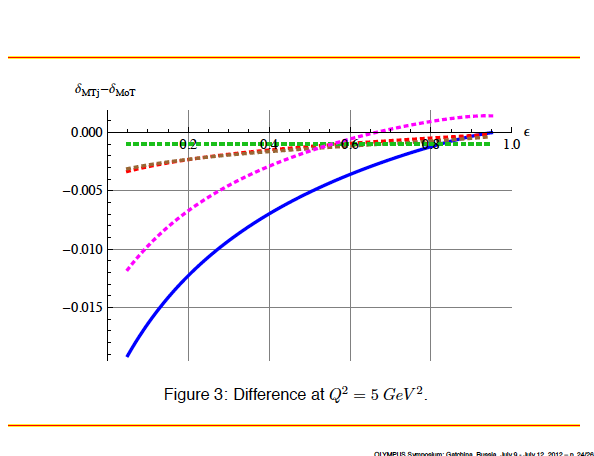 δMTj−δMoT
0.000
ϵ
0.2
0.4
0.6
0.8
1.0
−0.005
−0.010
−0.015
Figure 3: Difference at Q² = 5 GeV².
OLYMPUS Symposium: Gatchina, Russia, July 9 - July 12, 2012 – p. 24/26